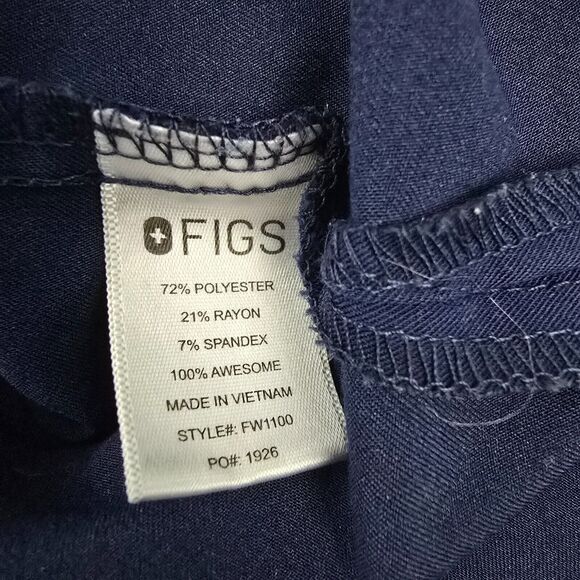 FIGS
72% POLYESTER
21% RAYON
7% SPANDEX
100% AWESOME
MADE IN VIETNAM
STYLE#: FW1100
PO#: 1926